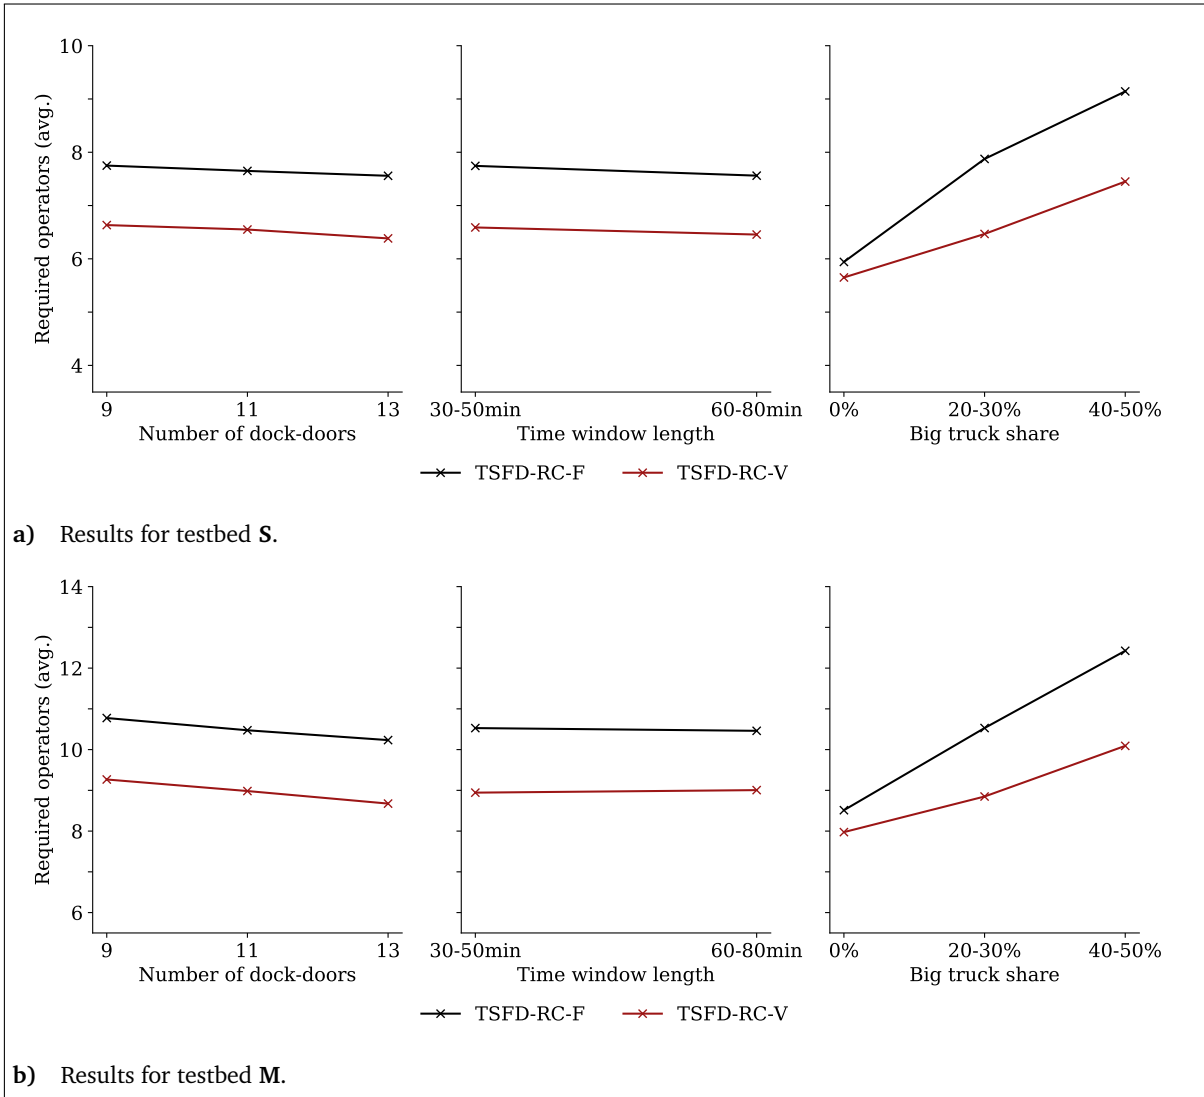 10
8
6
4
Required operators (avg.)
9 11 13
Number of dock-doors
30-50min 60-80min
Time window length
0% 20-30% 40-50%
Big truck share
TSFD-RC-F TSFD-RC-V
a) Results for testbed S.
14
12
10
8
6
Required operators (avg.)
9 11 13
Number of dock-doors
30-50min 60-80min
Time window length
0% 20-30% 40-50%
Big truck share
TSFD-RC-F TSFD-RC-V
b) Results for testbed M.